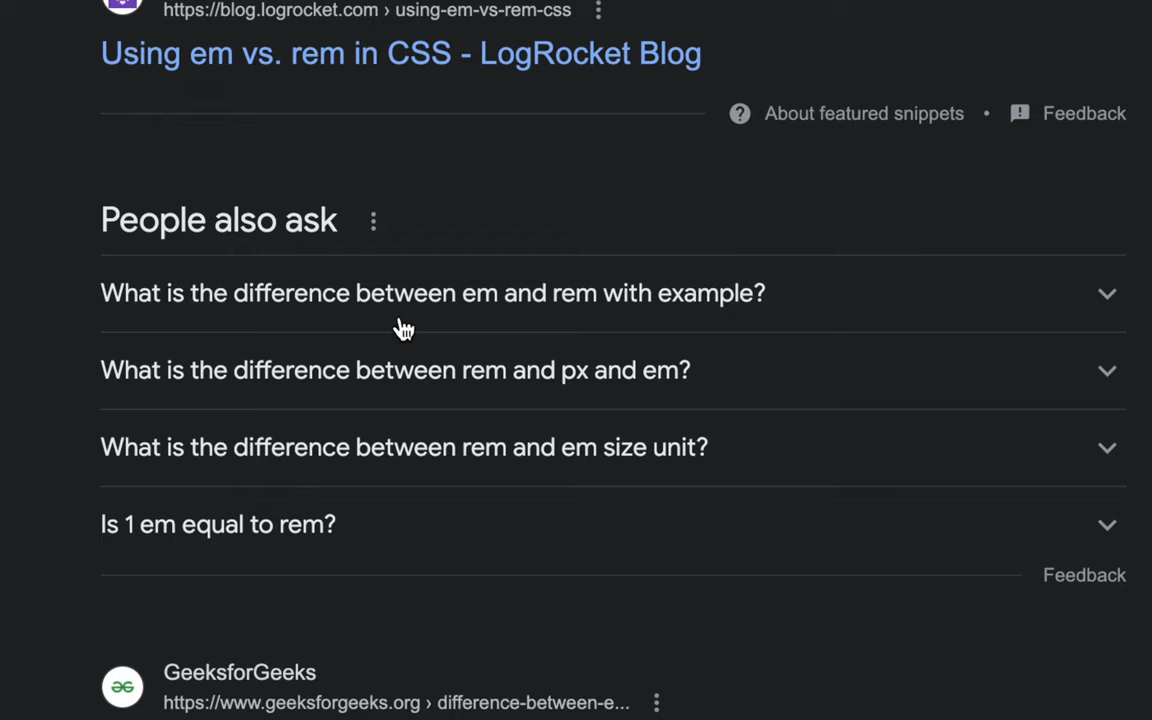 https://blog.logrocket.com › using-em-vs-rem-css
Using em vs. rem in CSS - LogRocket Blog
About featured snippets • Feedback
People also ask
What is the difference between em and rem with example?
What is the difference between rem and px and em?
What is the difference between rem and em size unit?
Is 1 em equal to rem?
Feedback
GeeksforGeeks
https://www.geeksforgeeks.org › difference-between-e...